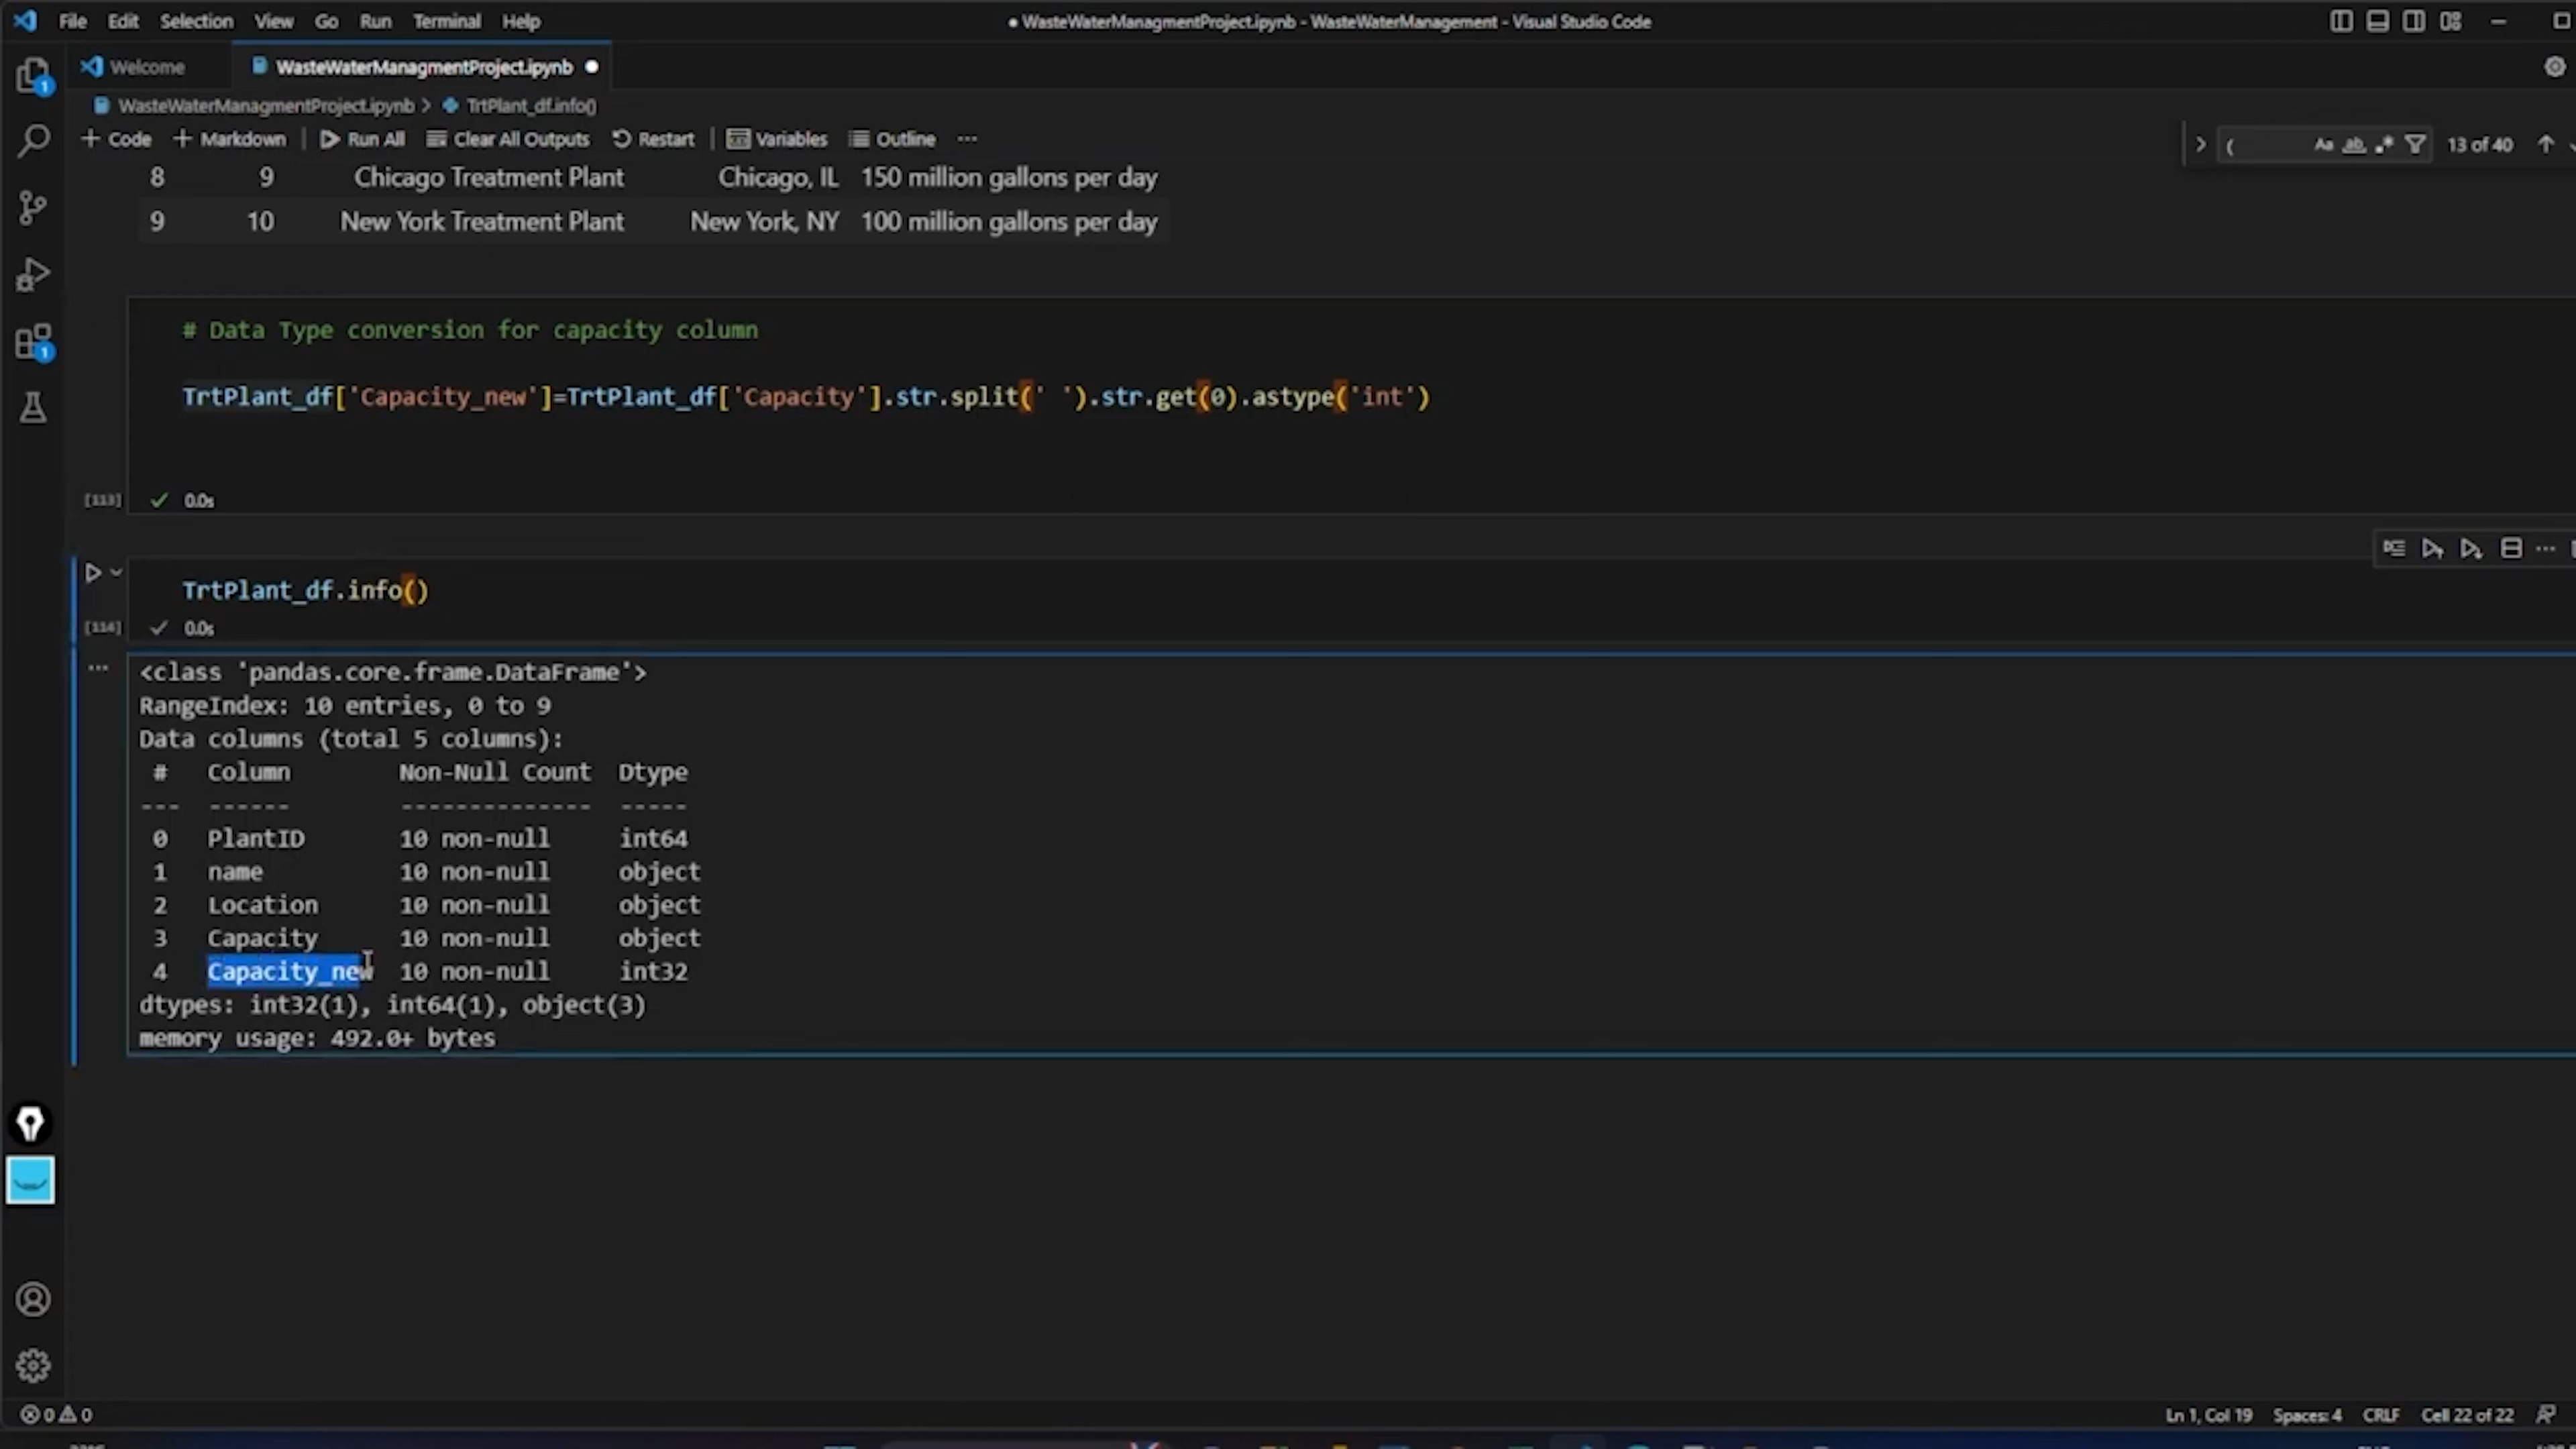 File Edit Selection View Go Run Terminal Help
● WasteWaterManagmentProject.ipynb - WasteWaterManagement - Visual Studio Code
Welcome
WasteWaterManagmentProject.ipynb ●
WasteWaterManagmentProject.ipynb > TrtPlant_df.info()
+ Code + Markdown | Run All Clear All Outputs Restart | Variables Outline ...
( Aa ab 13 of 40
8 9 Chicago Treatment Plant Chicago, IL 150 million gallons per day
9 10 New York Treatment Plant New York, NY 100 million gallons per day
# Data Type conversion for capacity column
TrtPlant_df['Capacity_new']=TrtPlant_df['Capacity'].str.split(' ').str.get(0).astype('int')
[113] ✓ 0.0s
TrtPlant_df.info()
[114] ✓ 0.0s
<class 'pandas.core.frame.DataFrame'>
RangeIndex: 10 entries, 0 to 9
Data columns (total 5 columns):
# Column Non-Null Count Dtype
--- ------ -------------- -----
0 PlantID 10 non-null int64
1 name 10 non-null object
2 Location 10 non-null object
3 Capacity 10 non-null object
4 Capacity_new 10 non-null int32
dtypes: int32(1), int64(1), object(3)
memory usage: 492.0+ bytes
0 0
Ln 1, Col 19 Spaces: 4 CRLF Cell 22 of 22